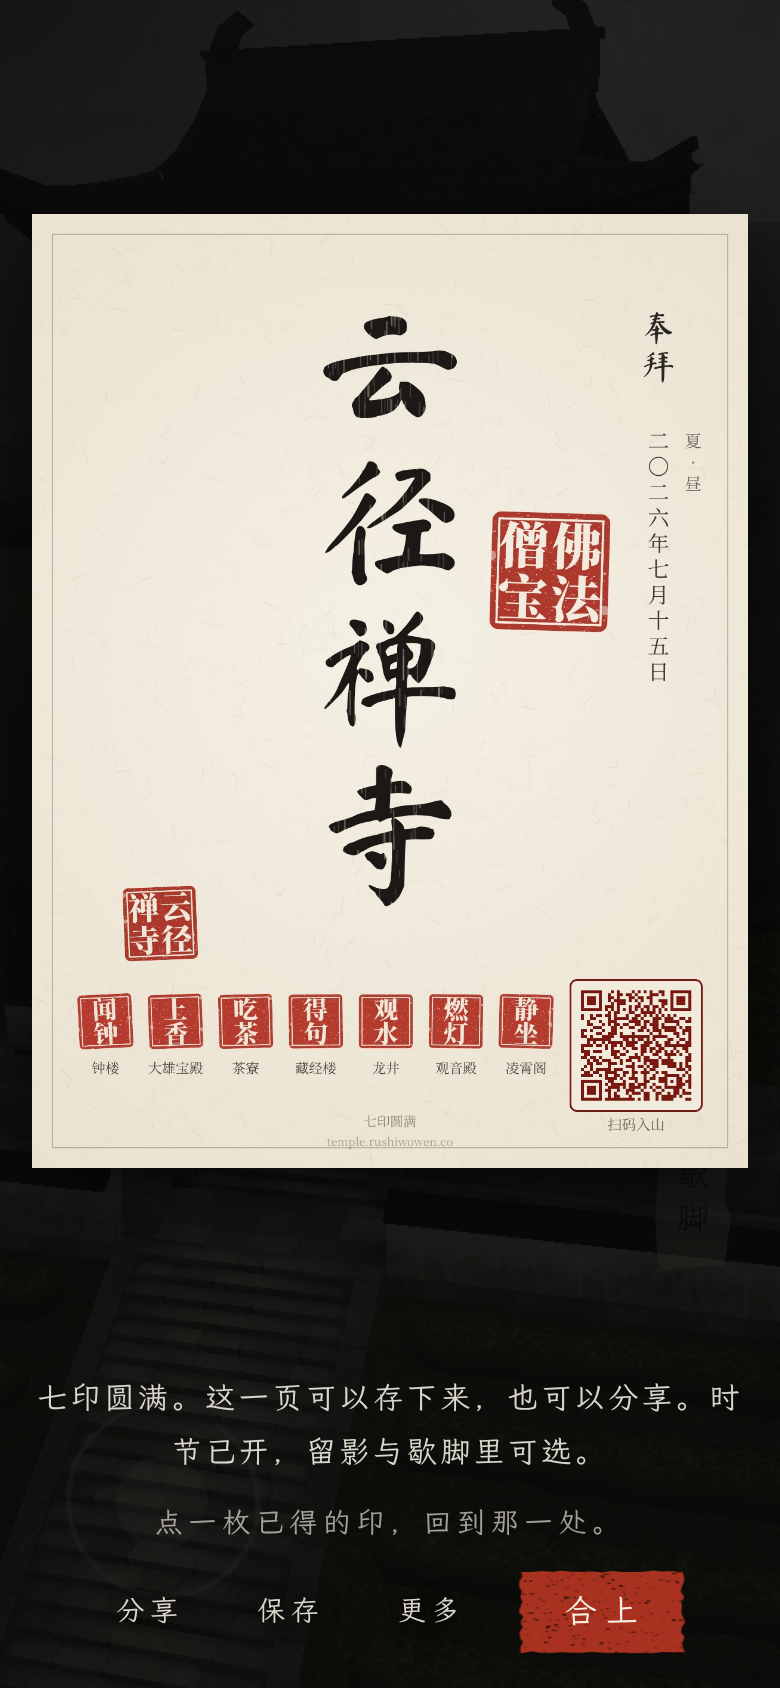 奉拜
夏·昼
二〇二六年七月十五日
云径禅寺
佛法僧宝
云径禅寺
闻钟
上香
吃茶
得句
观水
燃灯
静坐
钟楼
大雄宝殿
茶寮
藏经楼
龙井
观音殿
凌霄阁
扫码入山
七印圆满
temple.rushiwowen.co
歇脚
七印圆满。这一页可以存下来，也可以分享。时
节已开，留影与歇脚里可选。
点一枚已得的印，回到那一处。
分享
保存
更多
合上